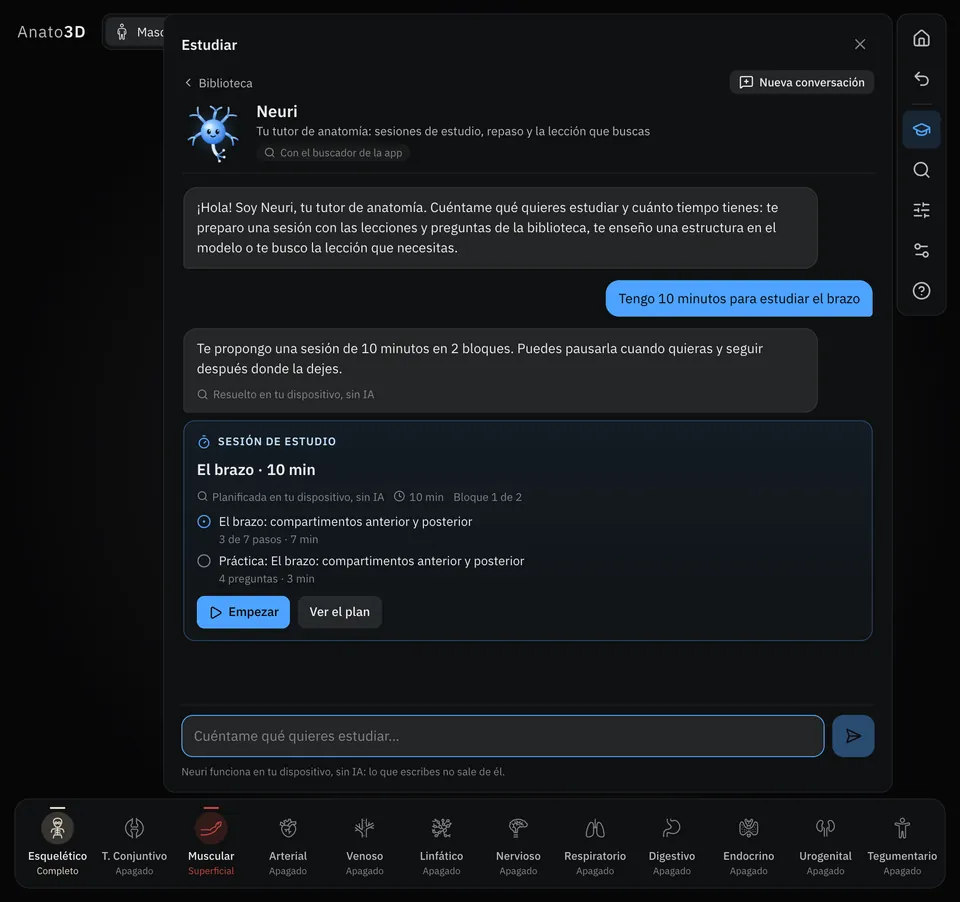 Anato3D
Masc
Estudiar
Biblioteca
Nueva conversación
Neuri
Tu tutor de anatomía: sesiones de estudio, repaso y la lección que buscas
Con el buscador de la app
¡Hola! Soy Neuri, tu tutor de anatomía. Cuéntame qué quieres estudiar y cuánto tiempo tienes: te
preparo una sesión con las lecciones y preguntas de la biblioteca, te enseño una estructura en el
modelo o te busco la lección que necesitas.
Tengo 10 minutos para estudiar el brazo
Te propongo una sesión de 10 minutos en 2 bloques. Puedes pausarla cuando quieras y seguir
después donde la dejes.
Resuelto en tu dispositivo, sin IA
SESIÓN DE ESTUDIO
El brazo · 10 min
Planificada en tu dispositivo, sin IA 10 min Bloque 1 de 2
El brazo: compartimentos anterior y posterior
3 de 7 pasos · 7 min
Práctica: El brazo: compartimentos anterior y posterior
4 preguntas · 3 min
Empezar Ver el plan
Cuéntame qué quieres estudiar...
Neuri funciona en tu dispositivo, sin IA: lo que escribes no sale de él.
Esquelético T. Conjuntivo Muscular Arterial Venoso Linfático Nervioso Respiratorio Digestivo Endocrino Urogenital Tegumentario
Completo Apagado Superficial Apagado Apagado Apagado Apagado Apagado Apagado Apagado Apagado Apagado